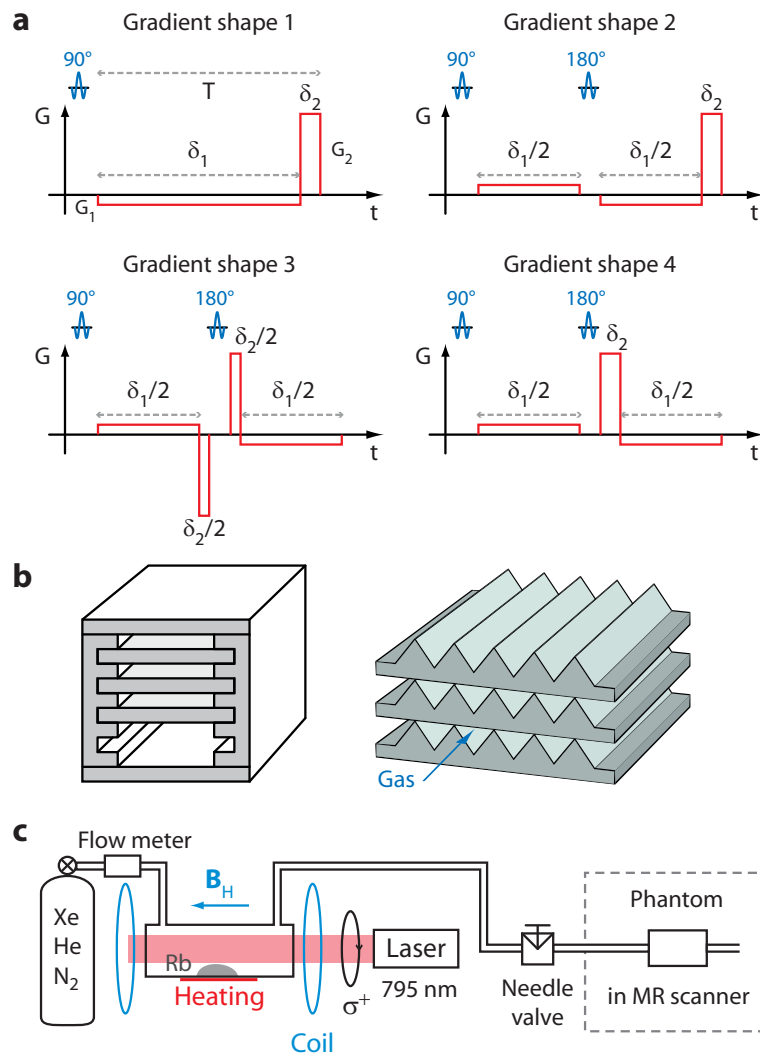 a
Gradient shape 1
90°
T
δ2
G
δ1
G2
G1
t
Gradient shape 2
90°
180°
δ2
G
δ1/2
δ1/2
t
Gradient shape 3
90°
180°
δ2/2
G
δ1/2
δ1/2
t
δ2/2
Gradient shape 4
90°
180°
δ2
G
δ1/2
δ1/2
t
b
Gas
c
Flow meter
BH
Xe
He
N2
Rb
Heating
Coil
σ+
Laser
795 nm
Needle
valve
Phantom
in MR scanner